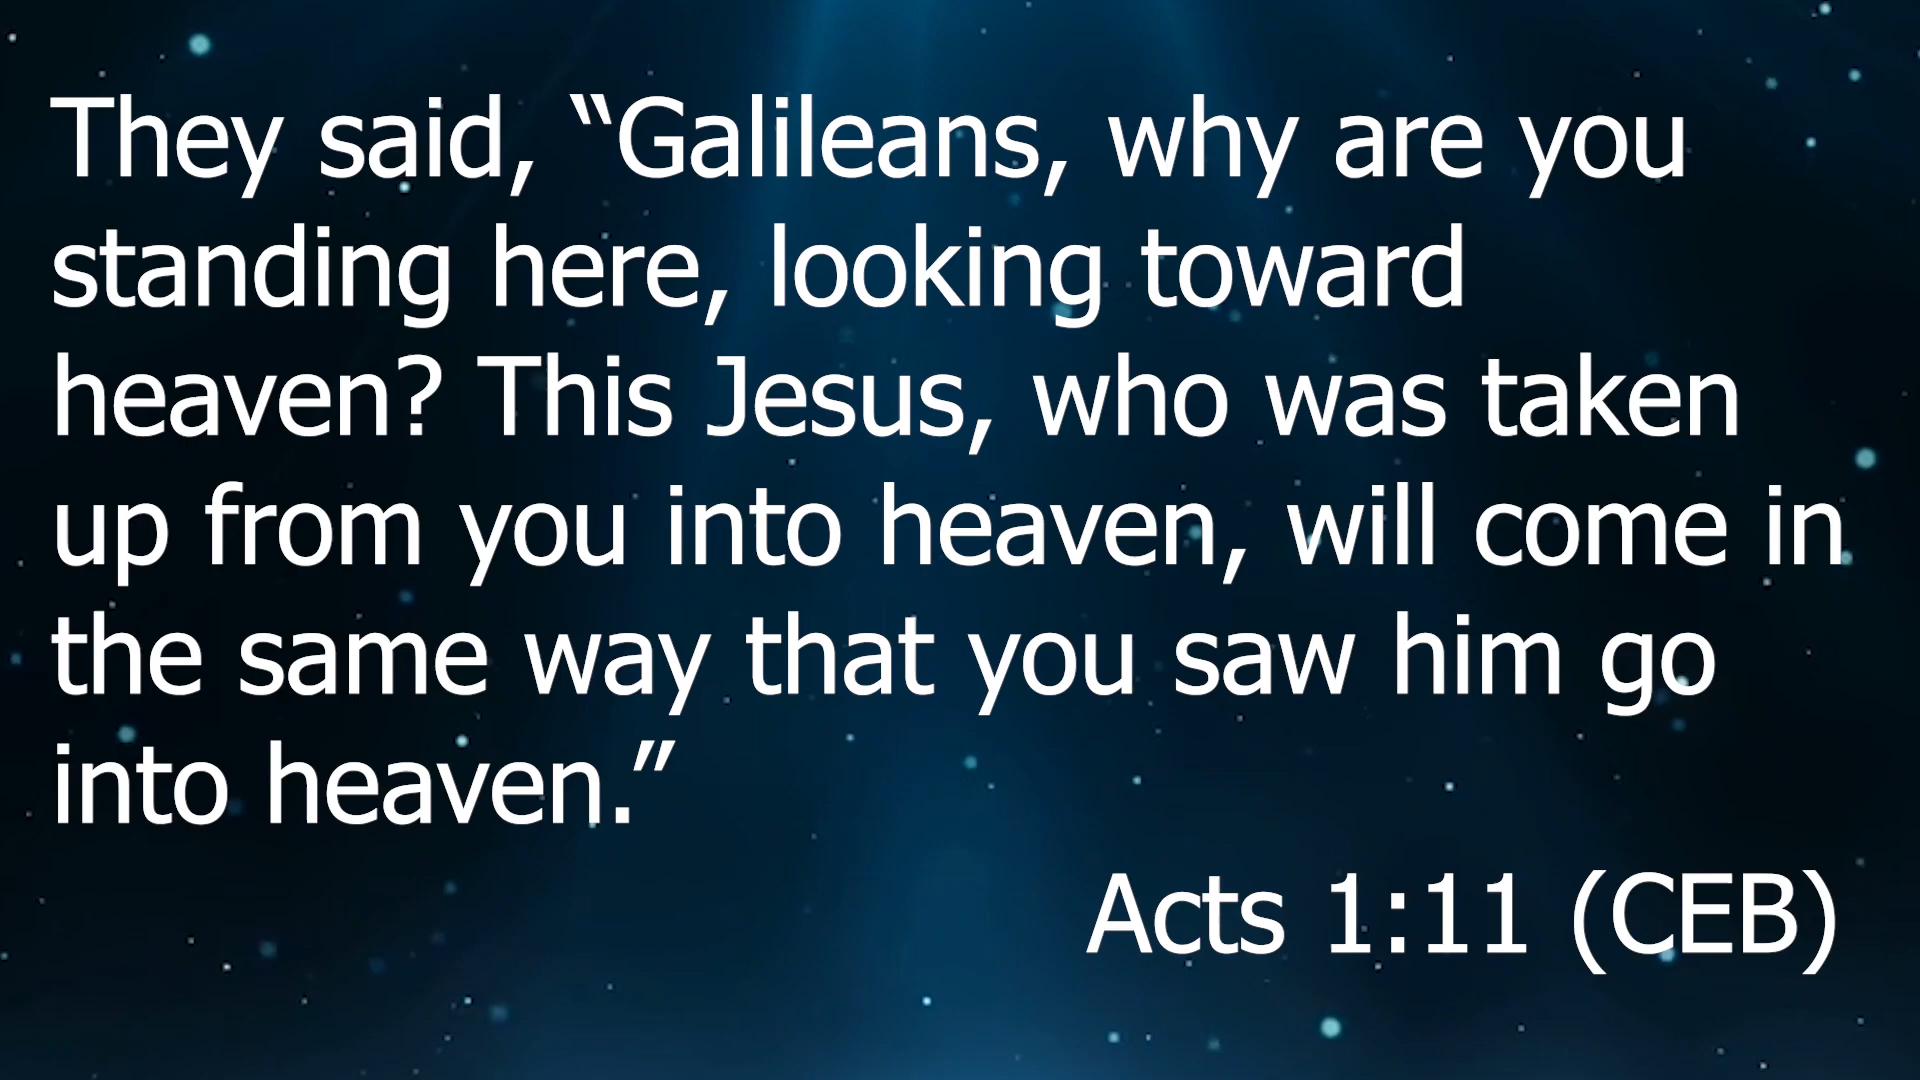 They said, “Galileans, why are you
standing here, looking toward
heaven? This Jesus, who was taken
up from you into heaven, will come in
the same way that you saw him go
into heaven.”
Acts 1:11 (CEB)